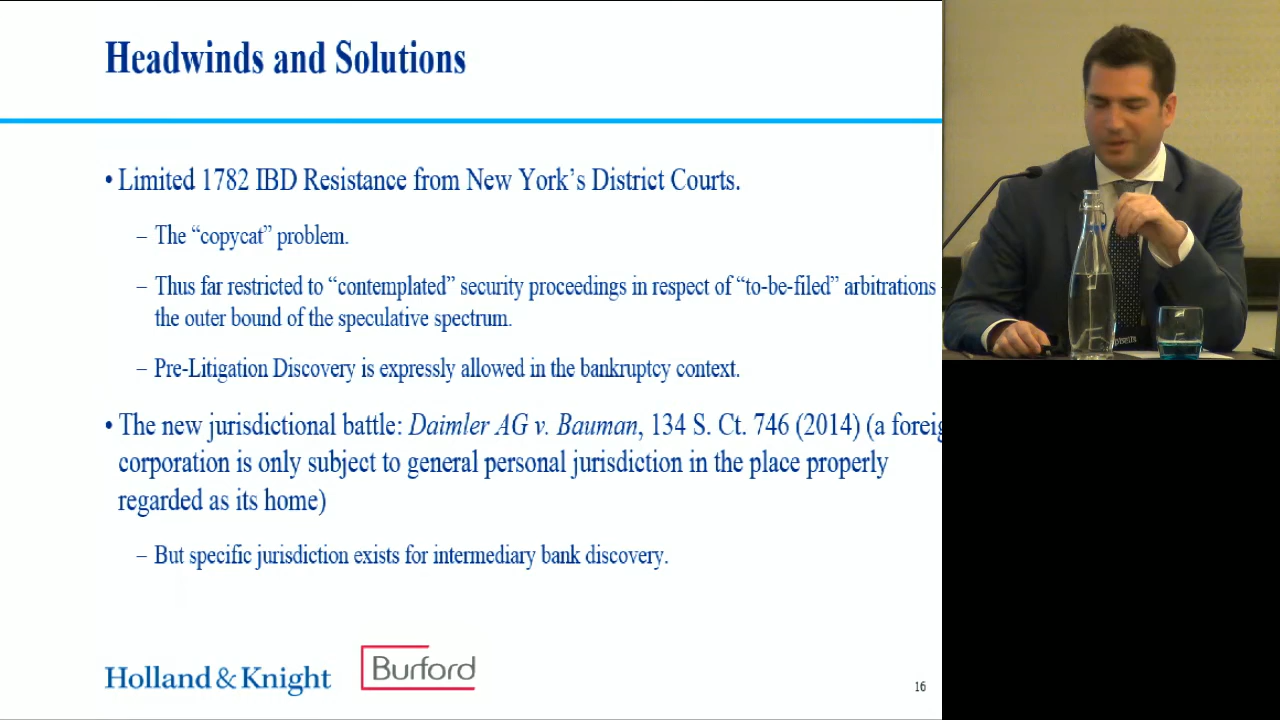 Headwinds and Solutions
• Limited 1782 IBD Resistance from New York’s District Courts.
– The “copycat” problem.
– Thus far restricted to “contemplated” security proceedings in respect of “to-be-filed” arbitrations -
the outer bound of the speculative spectrum.
– Pre-Litigation Discovery is expressly allowed in the bankruptcy context.
• The new jurisdictional battle: Daimler AG v. Bauman, 134 S. Ct. 746 (2014) (a foreig
corporation is only subject to general personal jurisdiction in the place properly
regarded as its home)
– But specific jurisdiction exists for intermediary bank discovery.
Holland & Knight
Burford
16